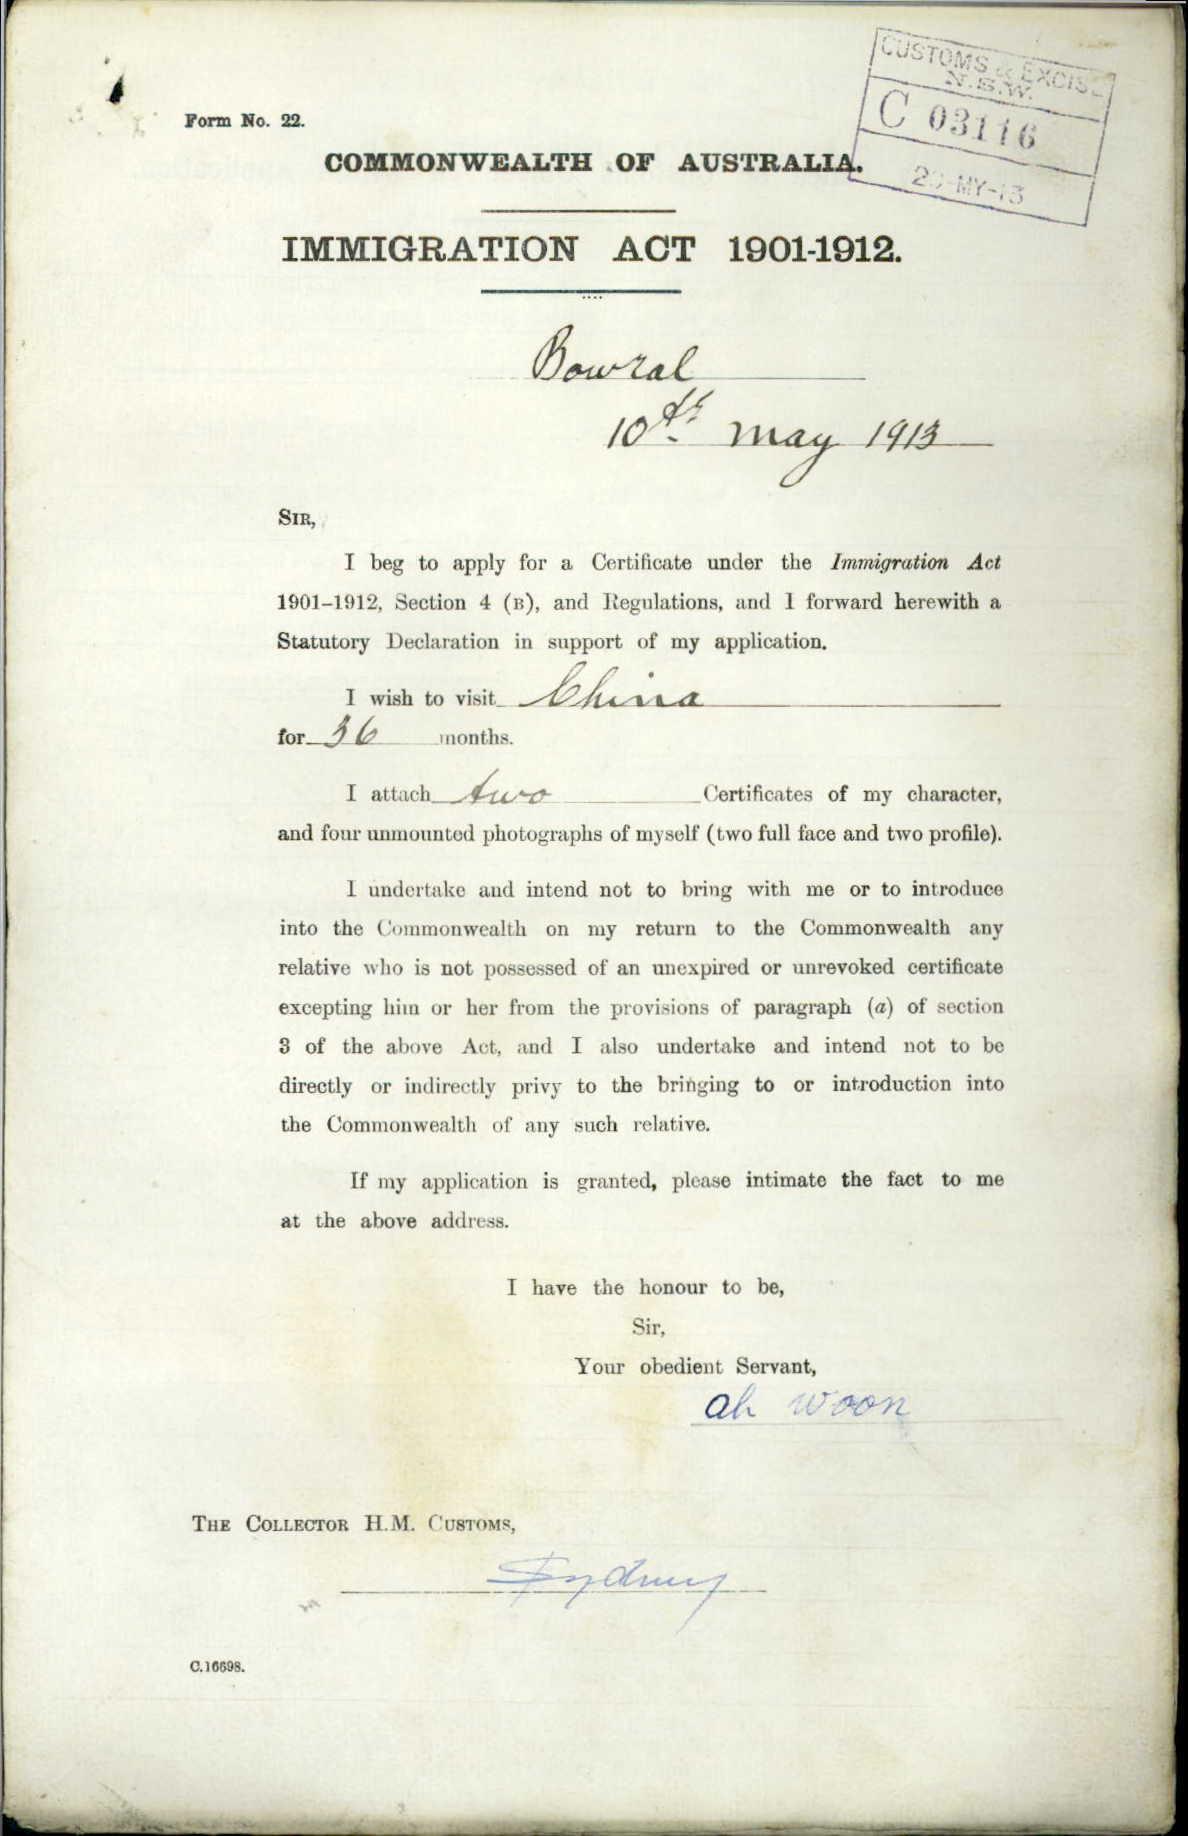 CUSTOMS & EXCISE
N.S.W.
C 03116
Form No. 22.
COMMONWEALTH OF AUSTRALIA.
IMMIGRATION ACT 1901-1912.
Bowral
10th May 1913
SIR,
I beg to apply for a Certificate under the Immigration Act
1901–1912, Section 4 (B), and Regulations, and I forward herewith a
Statutory Declaration in support of my application.
I wish to visit China
for 36 months.
I attach two Certificates of my character,
and four unmounted photographs of myself (two full face and two profile).
I undertake and intend not to bring with me or to introduce
into the Commonwealth on my return to the Commonwealth any
relative who is not possessed of an unexpired or unrevoked certificate
excepting him or her from the provisions of paragraph (a) of section
3 of the above Act, and I also undertake and intend not to be
directly or indirectly privy to the bringing to or introduction into
the Commonwealth of any such relative.
If my application is granted, please intimate the fact to me
at the above address.
I have the honour to be,
Sir,
Your obedient Servant,
ah woon
THE COLLECTOR H.M. CUSTOMS,
Sydney
C.16698.